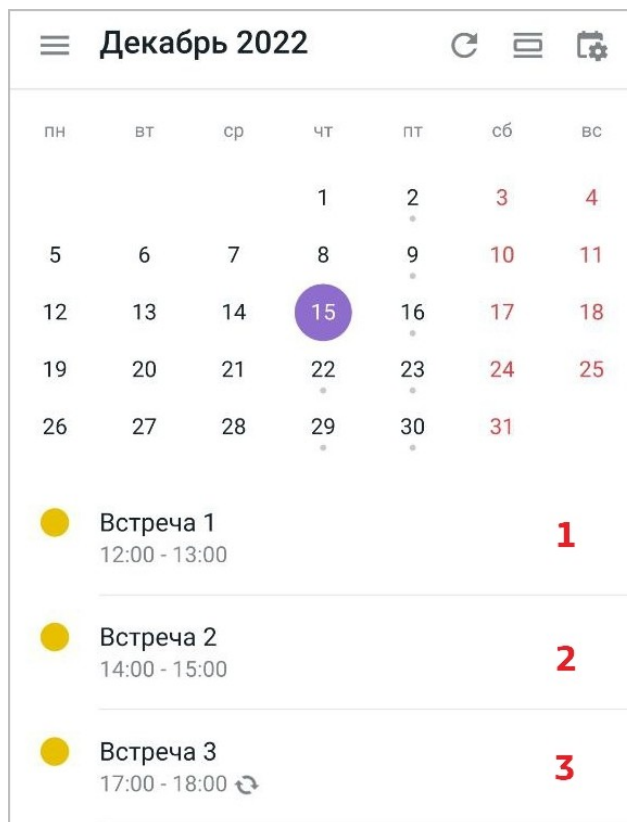 Декабрь 2022
пн вт ср чт пт сб вс
1 2 3 4
5 6 7 8 9 10 11
12 13 14 15 16 17 18
19 20 21 22 23 24 25
26 27 28 29 30 31
Встреча 1
12:00 - 13:00
1
Встреча 2
14:00 - 15:00
2
Встреча 3
17:00 - 18:00
3